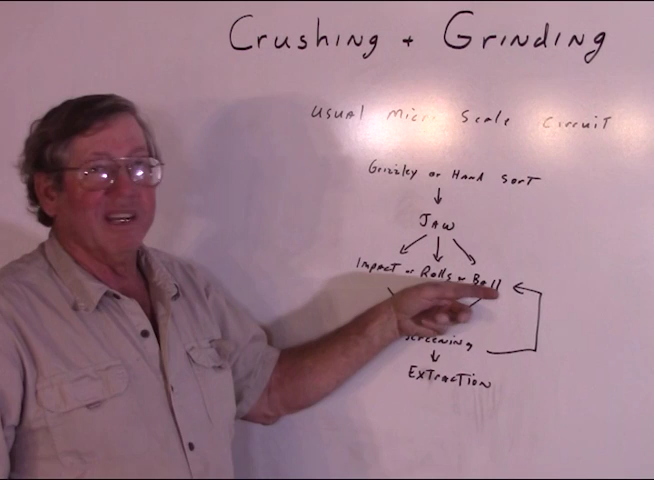 Crushing + Grinding
Usual Micro Scale Circuit
Grizzley or Hand Sort
Jaw
Impact or Rolls or Ball
Screening
Extraction